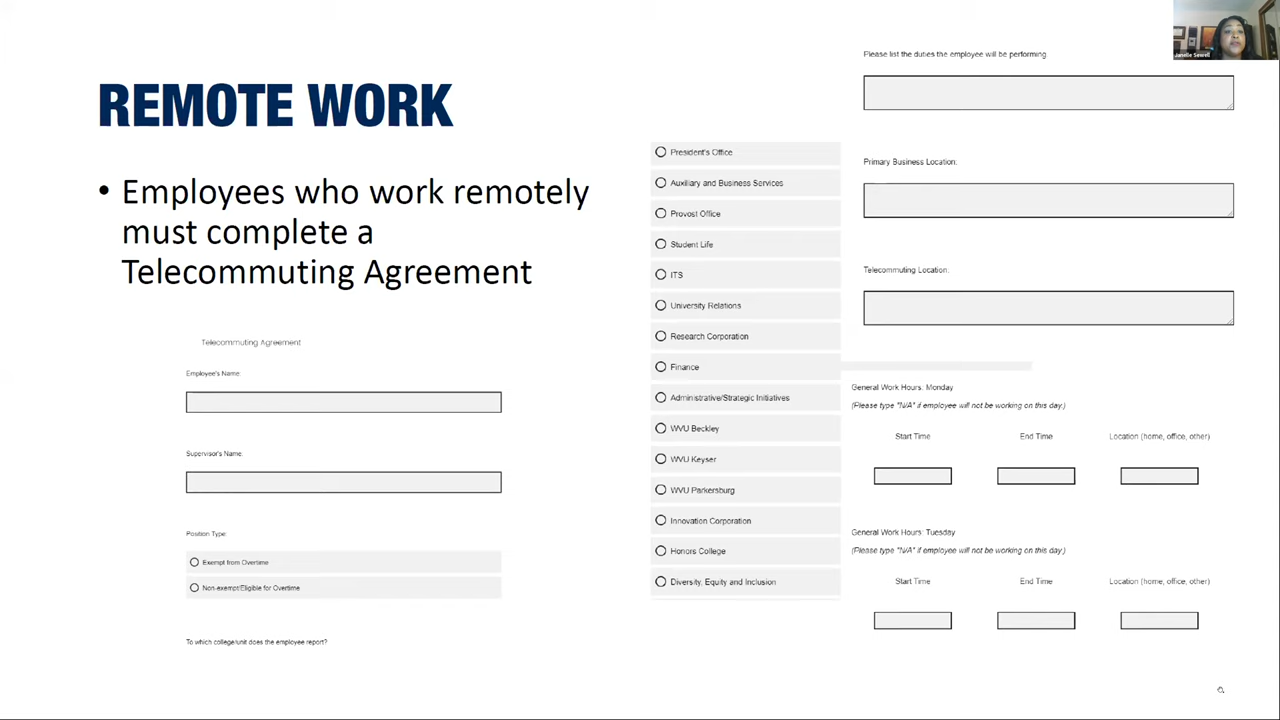 REMOTE WORK
• Employees who work remotely
must complete a
Telecommuting Agreement
Telecommuting Agreement
Employee's Name:
Supervisor's Name:
Position Type:
Exempt from Overtime
Non-exempt/Eligible for Overtime
To which college/unit does the employee report?
President's Office
Auxiliary and Business Services
Provost Office
Student Life
ITS
University Relations
Research Corporation
Finance
Administrative/Strategic Initiatives
WVU Beckley
WVU Keyser
WVU Parkersburg
Innovation Corporation
Honors College
Diversity, Equity and Inclusion
Please list the duties the employee will be performing.
Primary Business Location:
Telecommuting Location:
General Work Hours: Monday
(Please type "N/A" if employee will not be working on this day.)
Start Time End Time Location (home, office, other)
General Work Hours: Tuesday
(Please type "N/A" if employee will not be working on this day.)
Start Time End Time Location (home, office, other)
Janelle Sewell